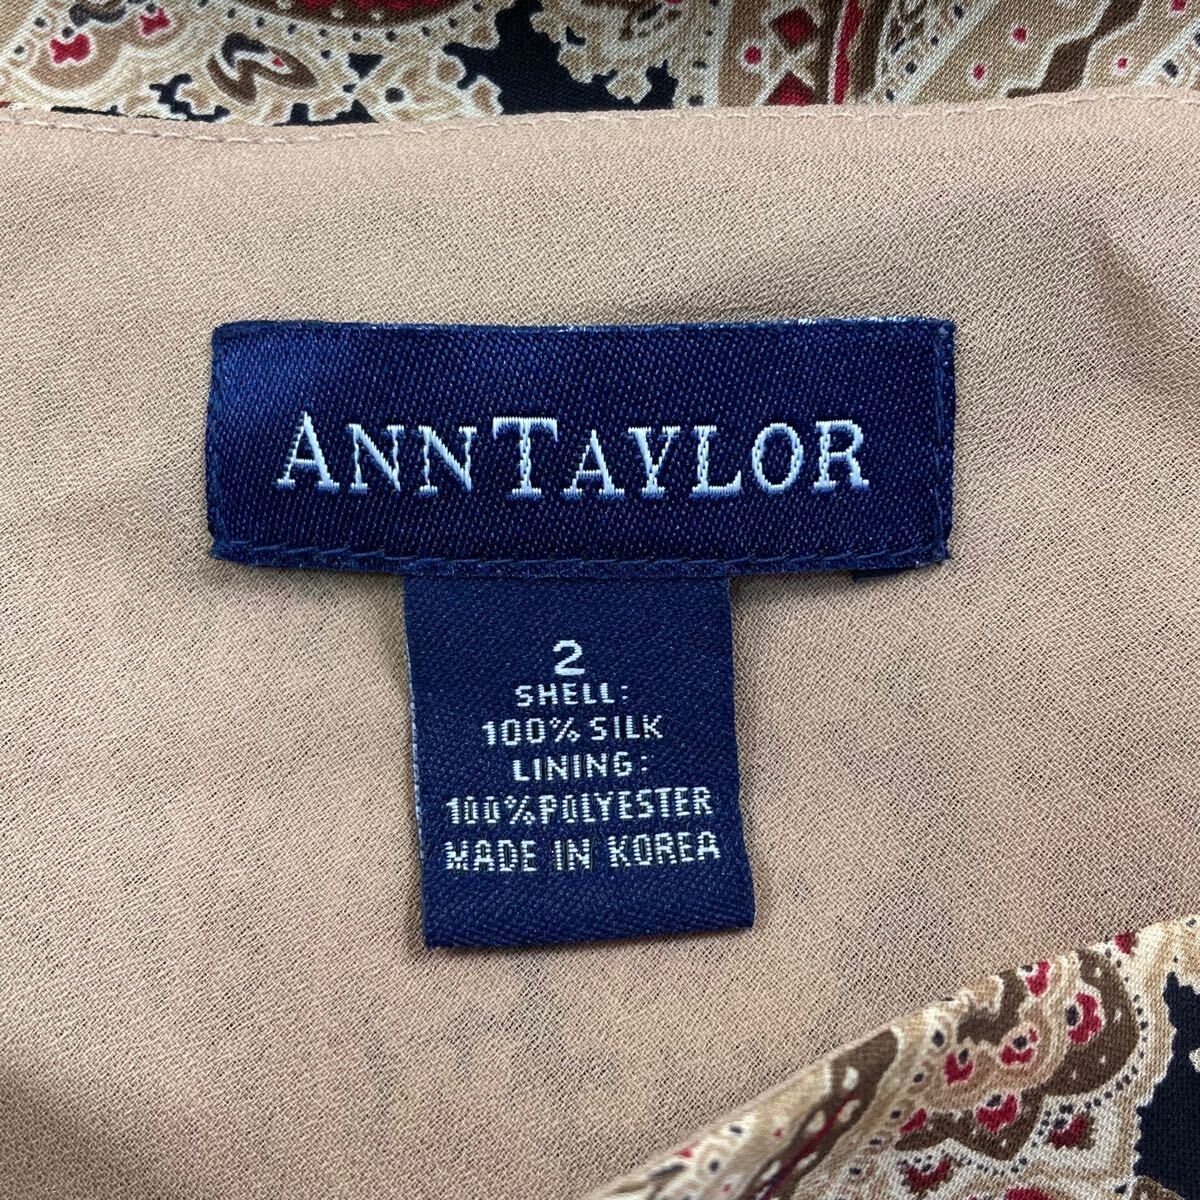 ANNTAYLOR
2
SHELL:
100% SILK
LINING:
100% POLYESTER
MADE IN KOREA